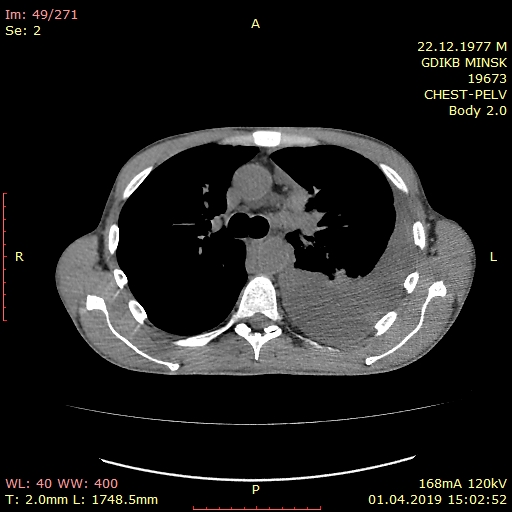 Im: 49/271
Se: 2
A
22.12.1977 M
GDIKB MINSK
19673
CHEST-PELV
Body 2.0
R
L
WL: 40 WW: 400
T: 2.0mm L: 1748.5mm
P
168mA 120kV
01.04.2019 15:02:52